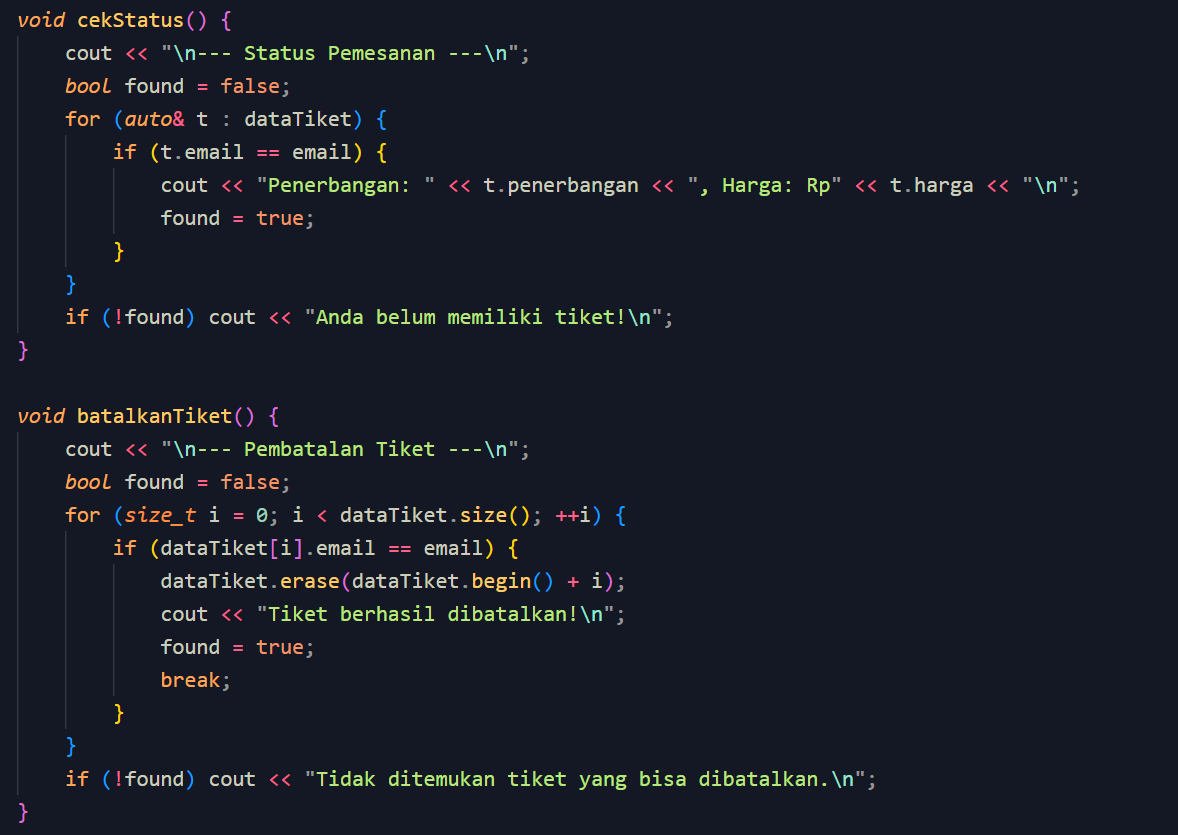 void cekStatus() {
    cout << "\n--- Status Pemesanan ---\n";
    bool found = false;
    for (auto& t : dataTiket) {
        if (t.email == email) {
            cout << "Penerbangan: " << t.penerbangan << ", Harga: Rp" << t.harga << "\n";
            found = true;
        }
    }
    if (!found) cout << "Anda belum memiliki tiket!\n";
}

void batalkanTiket() {
    cout << "\n--- Pembatalan Tiket ---\n";
    bool found = false;
    for (size_t i = 0; i < dataTiket.size(); ++i) {
        if (dataTiket[i].email == email) {
            dataTiket.erase(dataTiket.begin() + i);
            cout << "Tiket berhasil dibatalkan!\n";
            found = true;
            break;
        }
    }
    if (!found) cout << "Tidak ditemukan tiket yang bisa dibatalkan.\n";
}